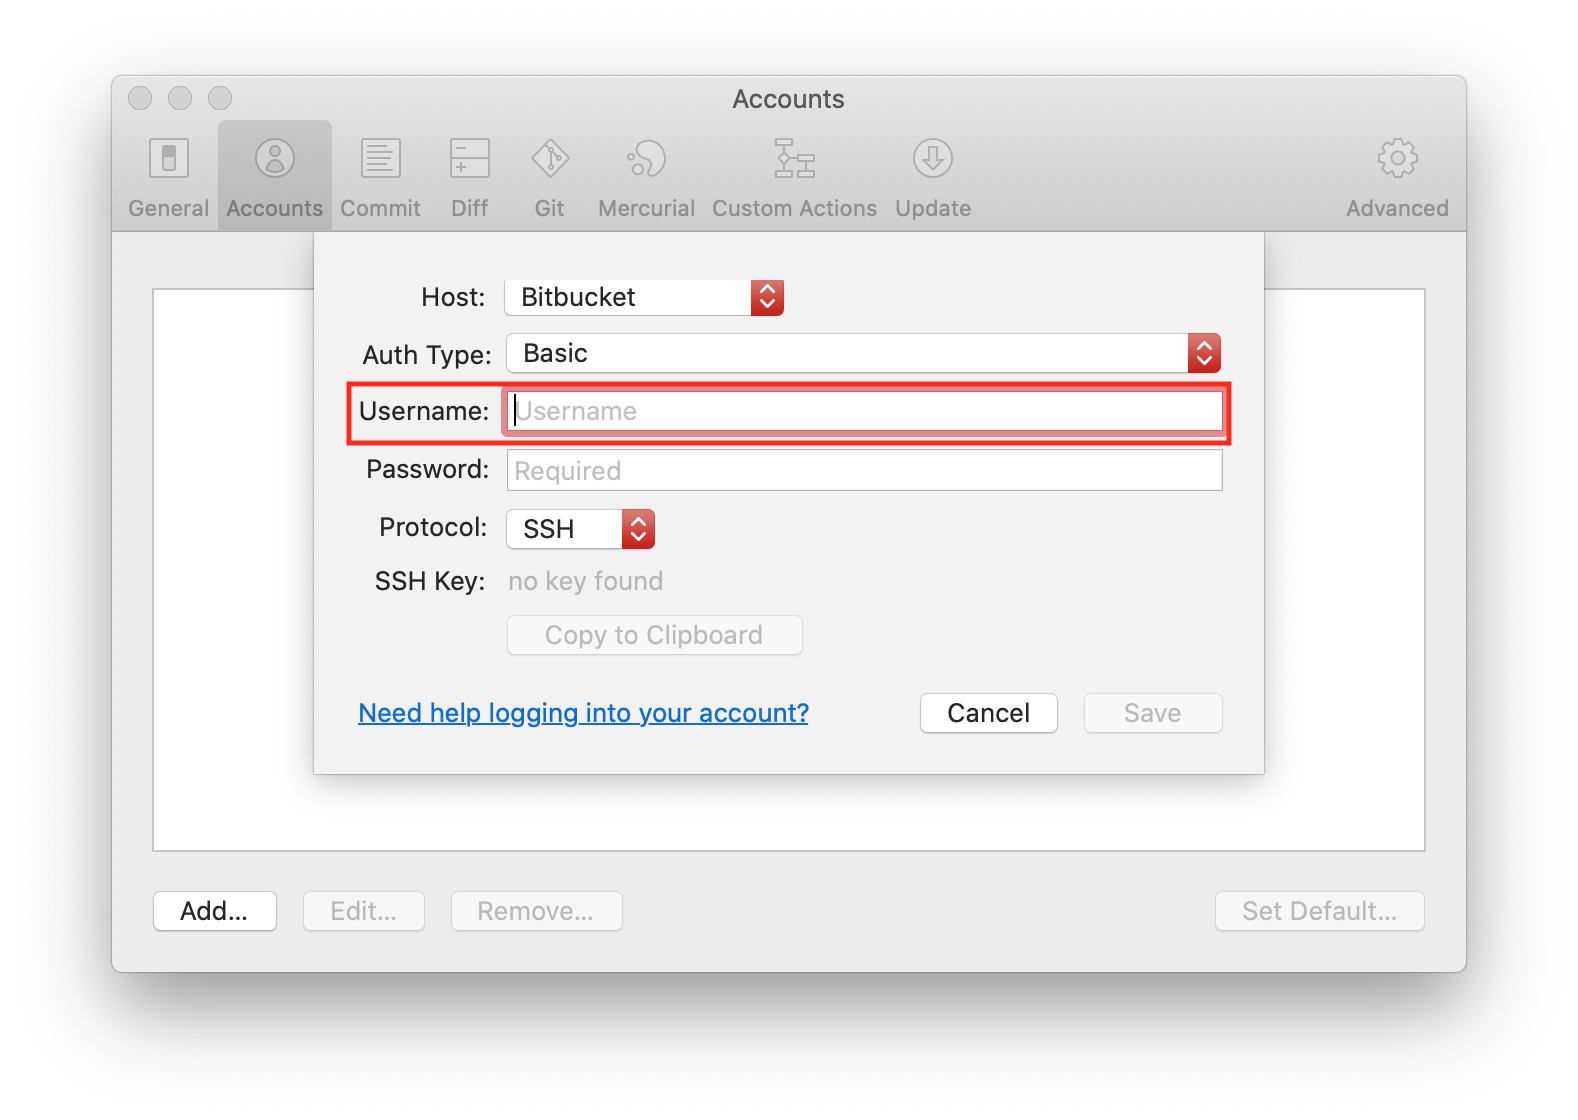 Accounts
General Accounts Commit Diff Git Mercurial Custom Actions Update Advanced
Host: Bitbucket
Auth Type: Basic
Username: Username
Password: Required
Protocol: SSH
SSH Key: no key found
Copy to Clipboard
Need help logging into your account? Cancel Save
Add... Edit... Remove... Set Default...